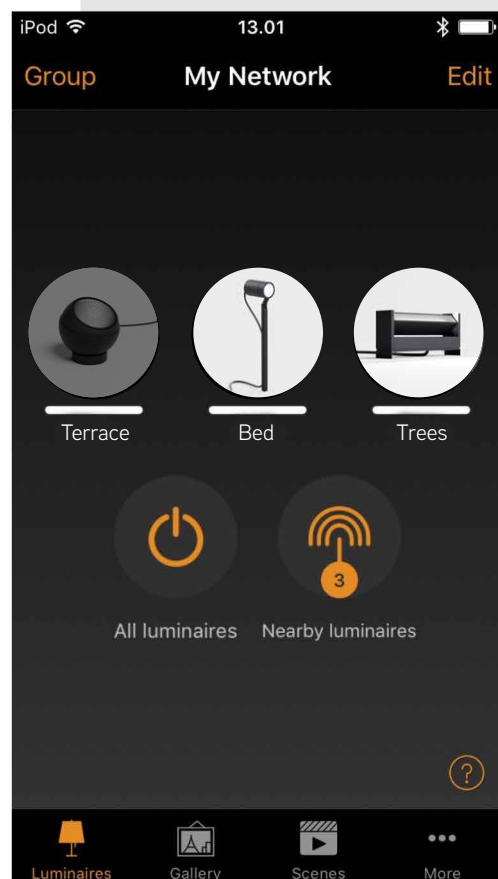 iPod 13.01
Group My Network Edit
Terrace Bed Trees
3
All luminaires Nearby luminaires
?
Luminaires Gallery Scenes More